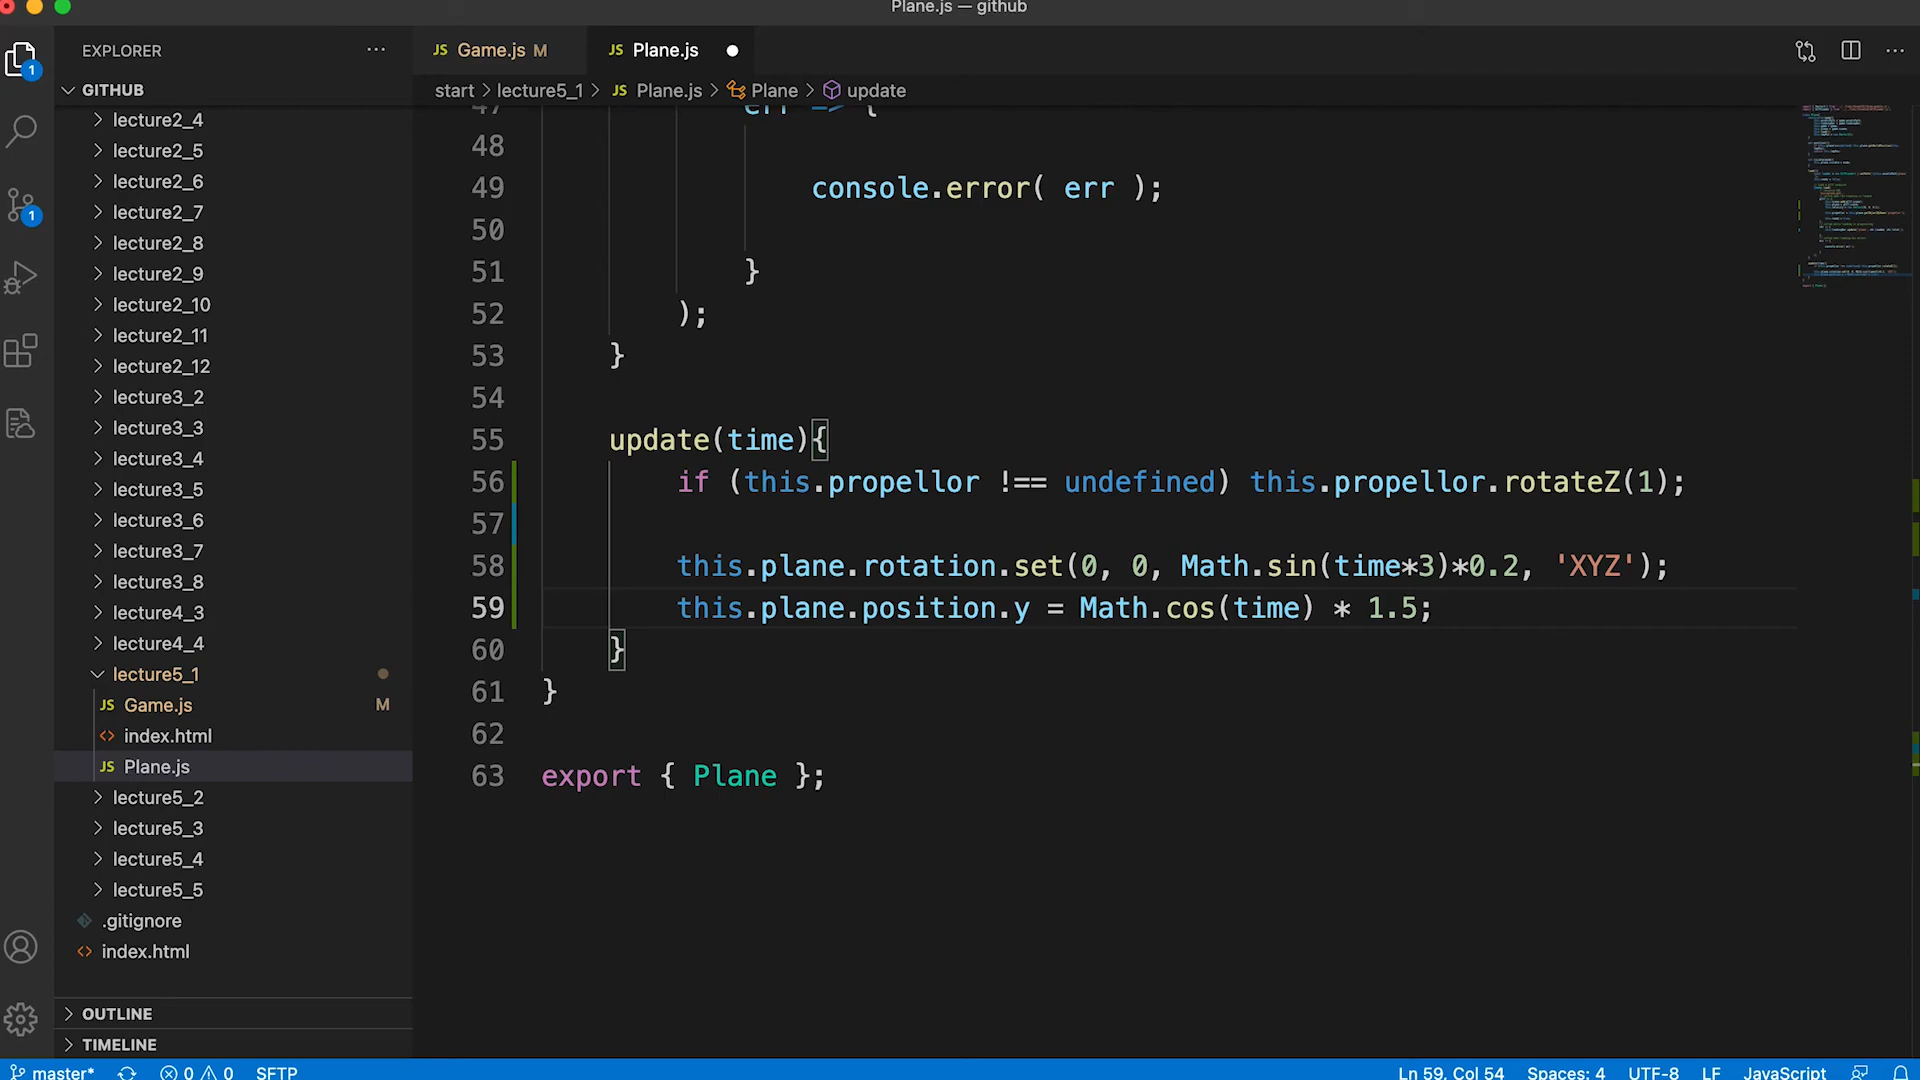 Plane.js — github
EXPLORER
Game.js M
Plane.js
start > lecture5_1 > JS Plane.js > Plane > update
GITHUB
lecture2_4
lecture2_5
lecture2_6
lecture2_7
lecture2_8
lecture2_9
lecture2_10
lecture2_11
lecture2_12
lecture3_2
lecture3_3
lecture3_4
lecture3_5
lecture3_6
lecture3_7
lecture3_8
lecture4_3
lecture4_4
lecture5_1
JS Game.js M
index.html
JS Plane.js
lecture5_2
lecture5_3
lecture5_4
lecture5_5
.gitignore
index.html
OUTLINE
TIMELINE
47 err => {
48
49 console.error( err );
50
51 }
52 );
53 }
54
55 update(time){
56 if (this.propellor !== undefined) this.propellor.rotateZ(1);
57
58 this.plane.rotation.set(0, 0, Math.sin(time*3)*0.2, 'XYZ');
59 this.plane.position.y = Math.cos(time) * 1.5;
60 }
61 }
62
63 export { Plane };
master* 0 0 SFTP
Ln 59, Col 54 Spaces: 4 UTF-8 LF JavaScript